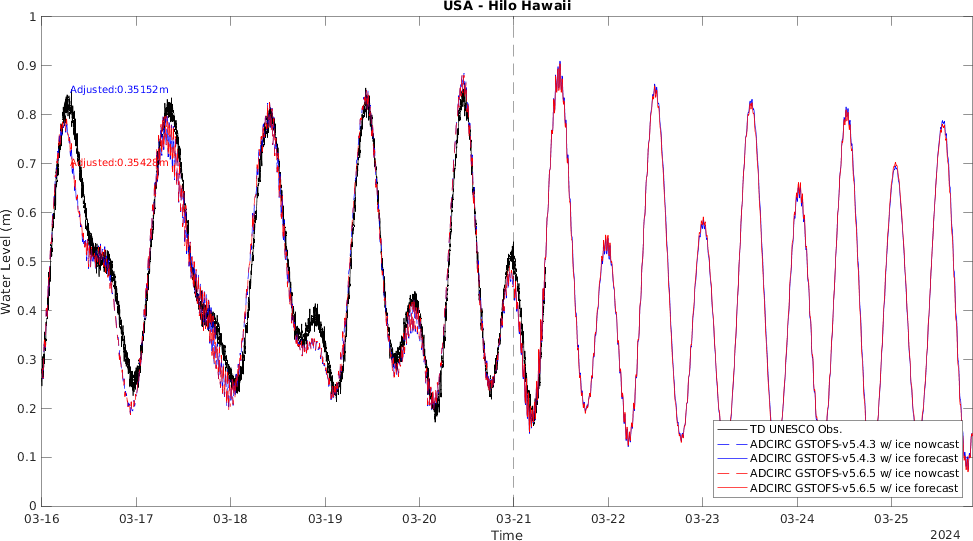 USA - Hilo Hawaii
1
0.9
0.8
0.7
0.6
0.5
0.4
0.3
0.2
0.1
0
Water Level (m)
Adjusted:0.35152m
Adjusted:0.35428m
TD UNESCO Obs.
ADCIRC GSTOFS-v5.4.3 w/ ice nowcast
ADCIRC GSTOFS-v5.4.3 w/ ice forecast
ADCIRC GSTOFS-v5.6.5 w/ ice nowcast
ADCIRC GSTOFS-v5.6.5 w/ ice forecast
03-16 03-17 03-18 03-19 03-20 03-21 03-22 03-23 03-24 03-25
Time
2024